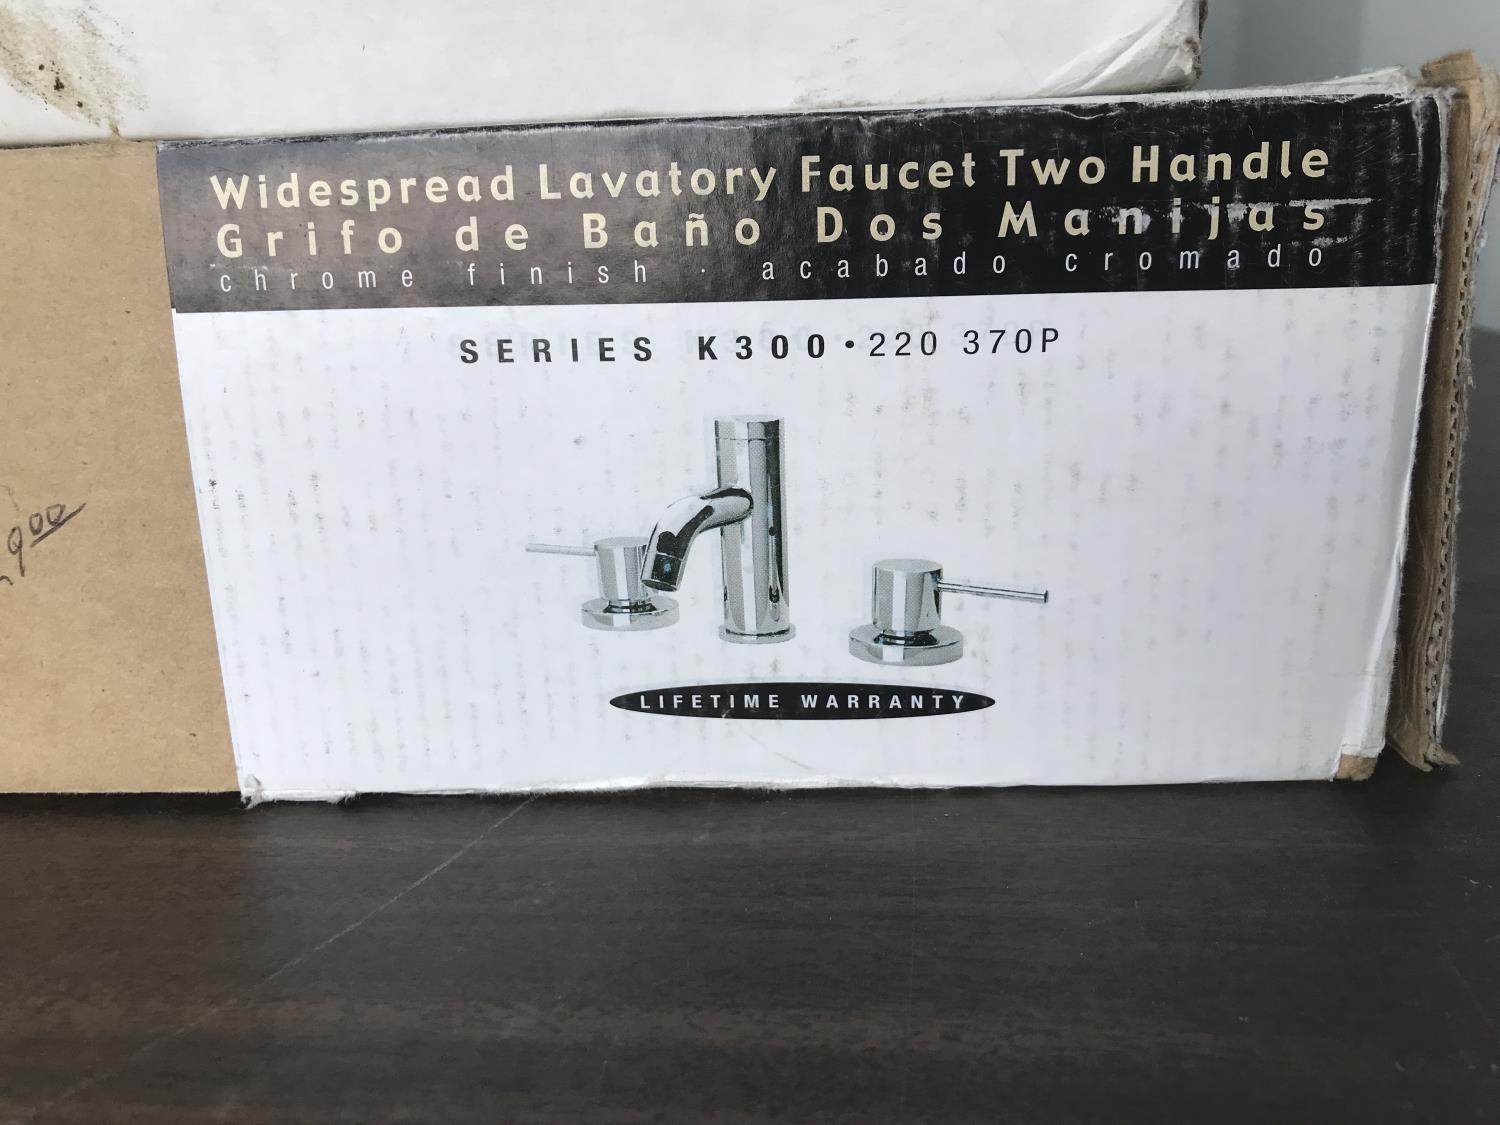 Widespread Lavatory Faucet Two Handle
Grifo de Baño Dos Manijas
chrome finish · acabado cromado
SERIES K300 • 220 370P
LIFETIME WARRANTY